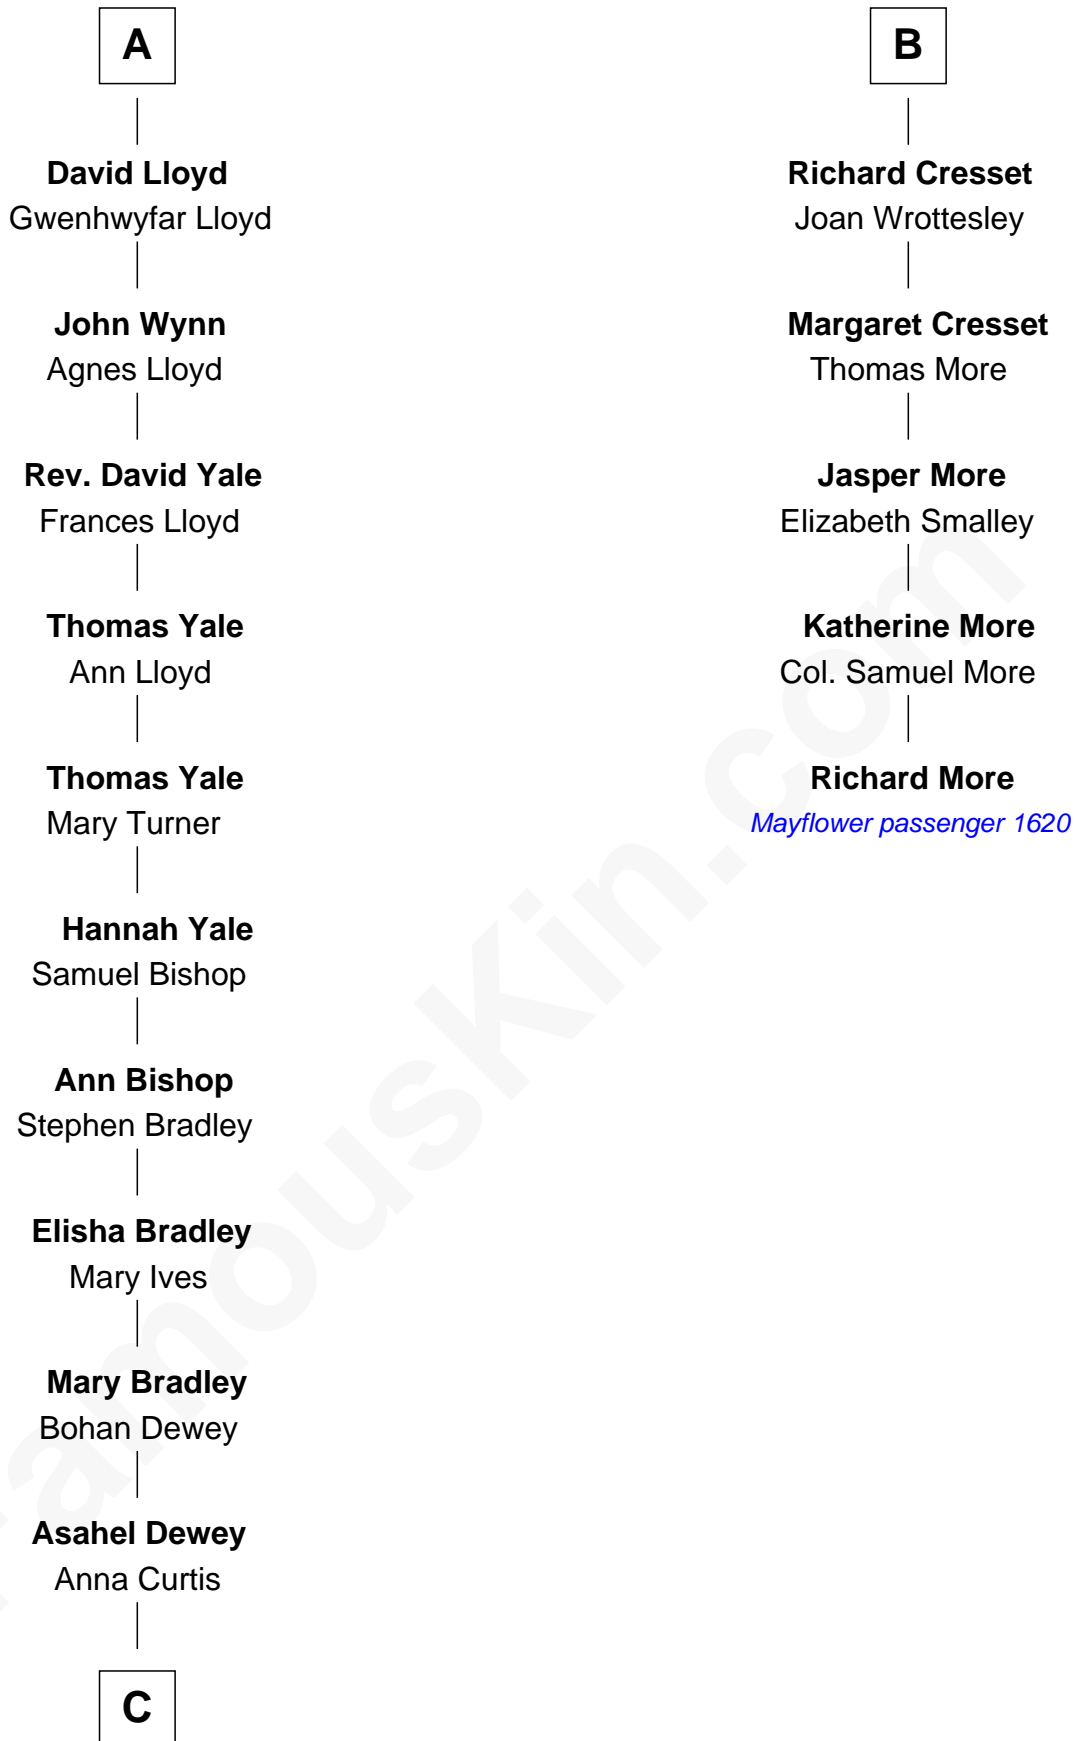 A
David Lloyd
Gwenhwyfar Lloyd
John Wynn
Agnes Lloyd
Rev. David Yale
Frances Lloyd
Thomas Yale
Ann Lloyd
Thomas Yale
Mary Turner
Hannah Yale
Samuel Bishop
Ann Bishop
Stephen Bradley
Elisha Bradley
Mary Ives
Mary Bradley
Bohan Dewey
Asahel Dewey
Anna Curtis
C
B
Richard Cresset
Joan Wrottesley
Margaret Cresset
Thomas More
Jasper More
Elizabeth Smalley
Katherine More
Col. Samuel More
Richard More
Mayflower passenger 1620
FamousKin.com